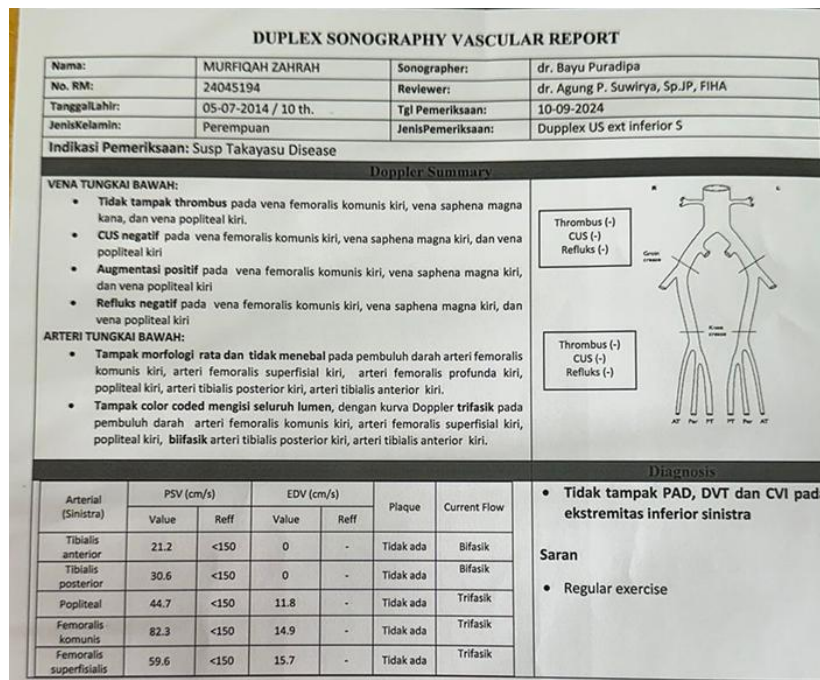 DUPLEX SONOGRAPHY VASCULAR REPORT
Nama: MURFIQAH ZAHRAH Sonographer: dr. Bayu Puradipa
No. RM: 24045194 Reviewer: dr. Agung P. Suwirya, Sp.JP, FIHA
TanggalLahir: 05-07-2014 / 10 th. Tgl Pemeriksaan: 10-09-2024
JenisKelamin: Perempuan JenisPemeriksaan: Dupplex US ext inferior S
Indikasi Pemeriksaan: Susp Takayasu Disease
Doppler Summary
VENA TUNGKAI BAWAH:
• Tidak tampak thrombus pada vena femoralis komunis kiri, vena saphena magna
kana, dan vena popliteal kiri.
• CUS negatif pada vena femoralis komunis kiri, vena saphena magna kiri, dan vena
popliteal kiri
• Augmentasi positif pada vena femoralis komunis kiri, vena saphena magna kiri,
dan vena popliteal kiri
• Refluks negatif pada vena femoralis komunis kiri, vena saphena magna kiri, dan
vena popliteal kiri
ARTERI TUNGKAI BAWAH:
• Tampak morfologi rata dan tidak menebal pada pembuluh darah arteri femoralis
komunis kiri, arteri femoralis superfisial kiri, arteri femoralis profunda kiri,
popliteal kiri, arteri tibialis posterior kiri, arteri tibialis anterior kiri.
• Tampak color coded mengisi seluruh lumen, dengan kurva Doppler trifasik pada
pembuluh darah arteri femoralis komunis kiri, arteri femoralis superfisial kiri,
popliteal kiri, biifasik arteri tibialis posterior kiri, arteri tibialis anterior kiri.
R L
Thrombus (-)
CUS (-)
Refluks (-)
Groin
crease
Knee
crease
Thrombus (-)
CUS (-)
Refluks (-)
AT Per PT PT Per AT
Arterial
(Sinistra) PSV (cm/s) EDV (cm/s) Plaque Current Flow
Value Reff Value Reff
Tibialis
anterior 21.2 <150 0 - Tidak ada Bifasik
Tibialis
posterior 30.6 <150 0 - Tidak ada Bifasik
Popliteal 44.7 <150 11.8 - Tidak ada Trifasik
Femoralis
komunis 82.3 <150 14.9 - Tidak ada Trifasik
Femoralis
superfisialis 59.6 <150 15.7 - Tidak ada Trifasik
Diagnosis
• Tidak tampak PAD, DVT dan CVI pad
ekstremitas inferior sinistra
Saran
• Regular exercise